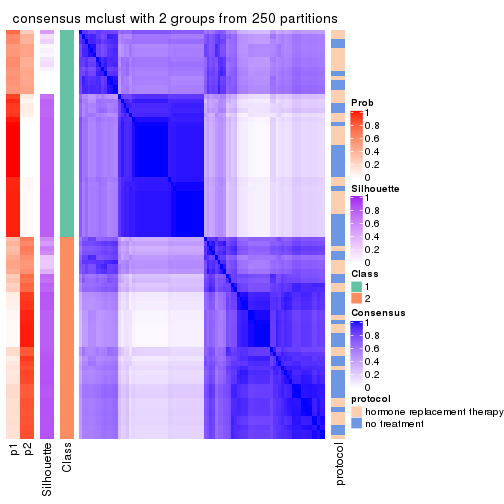 consensus mclust with 2 groups from 250 partitions
Prob
1
0.8
0.6
0.4
0.2
0
Silhouette
1
0.8
0.6
0.4
0.2
0
Class
1
2
Consensus
1
0.8
0.6
0.4
0.2
0
protocol
hormone replacement therapy
no treatment
p1
p2
Silhouette
Class
protocol